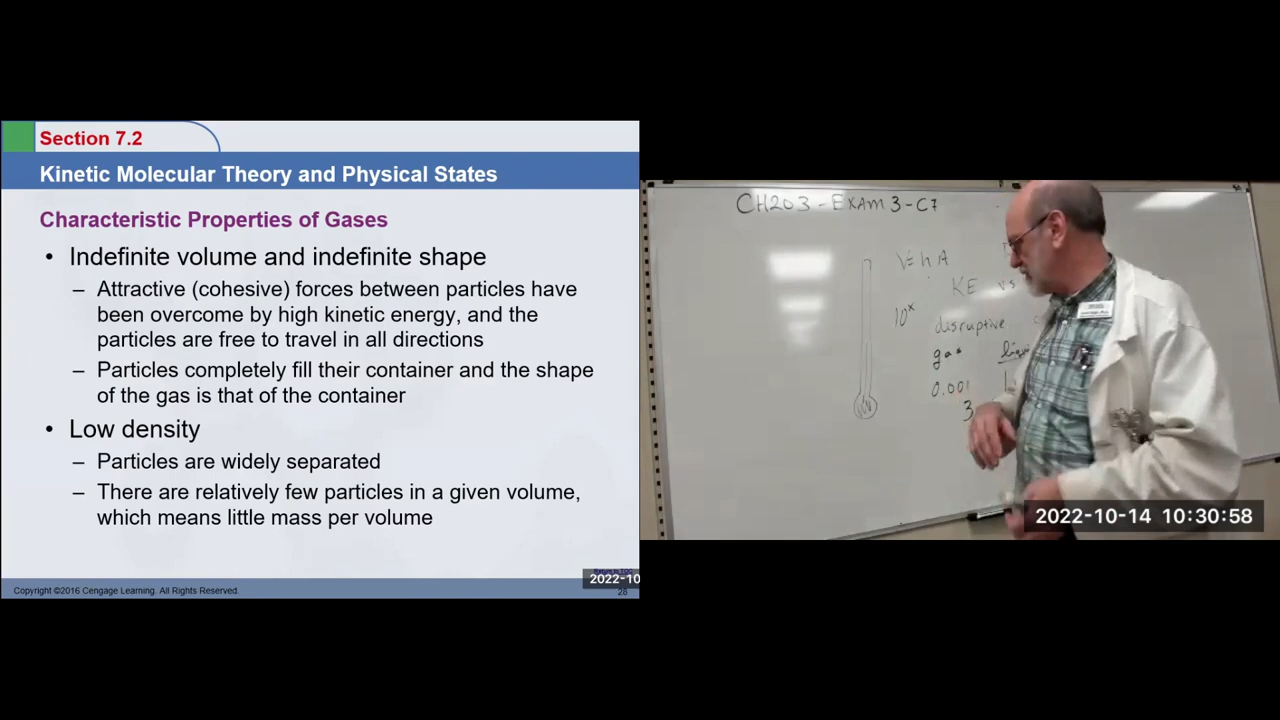 Section 7.2
Kinetic Molecular Theory and Physical States
Characteristic Properties of Gases
• Indefinite volume and indefinite shape
– Attractive (cohesive) forces between particles have
been overcome by high kinetic energy, and the
particles are free to travel in all directions
– Particles completely fill their container and the shape
of the gas is that of the container
• Low density
– Particles are widely separated
– There are relatively few particles in a given volume,
which means little mass per volume
Copyright ©2016 Cengage Learning. All Rights Reserved.
2022-10
28
CH203 - EXAM 3 - C7
V = h A
KE vs
10ˣ
disruptive
gas
0.001
3
2022-10-14 10:30:58